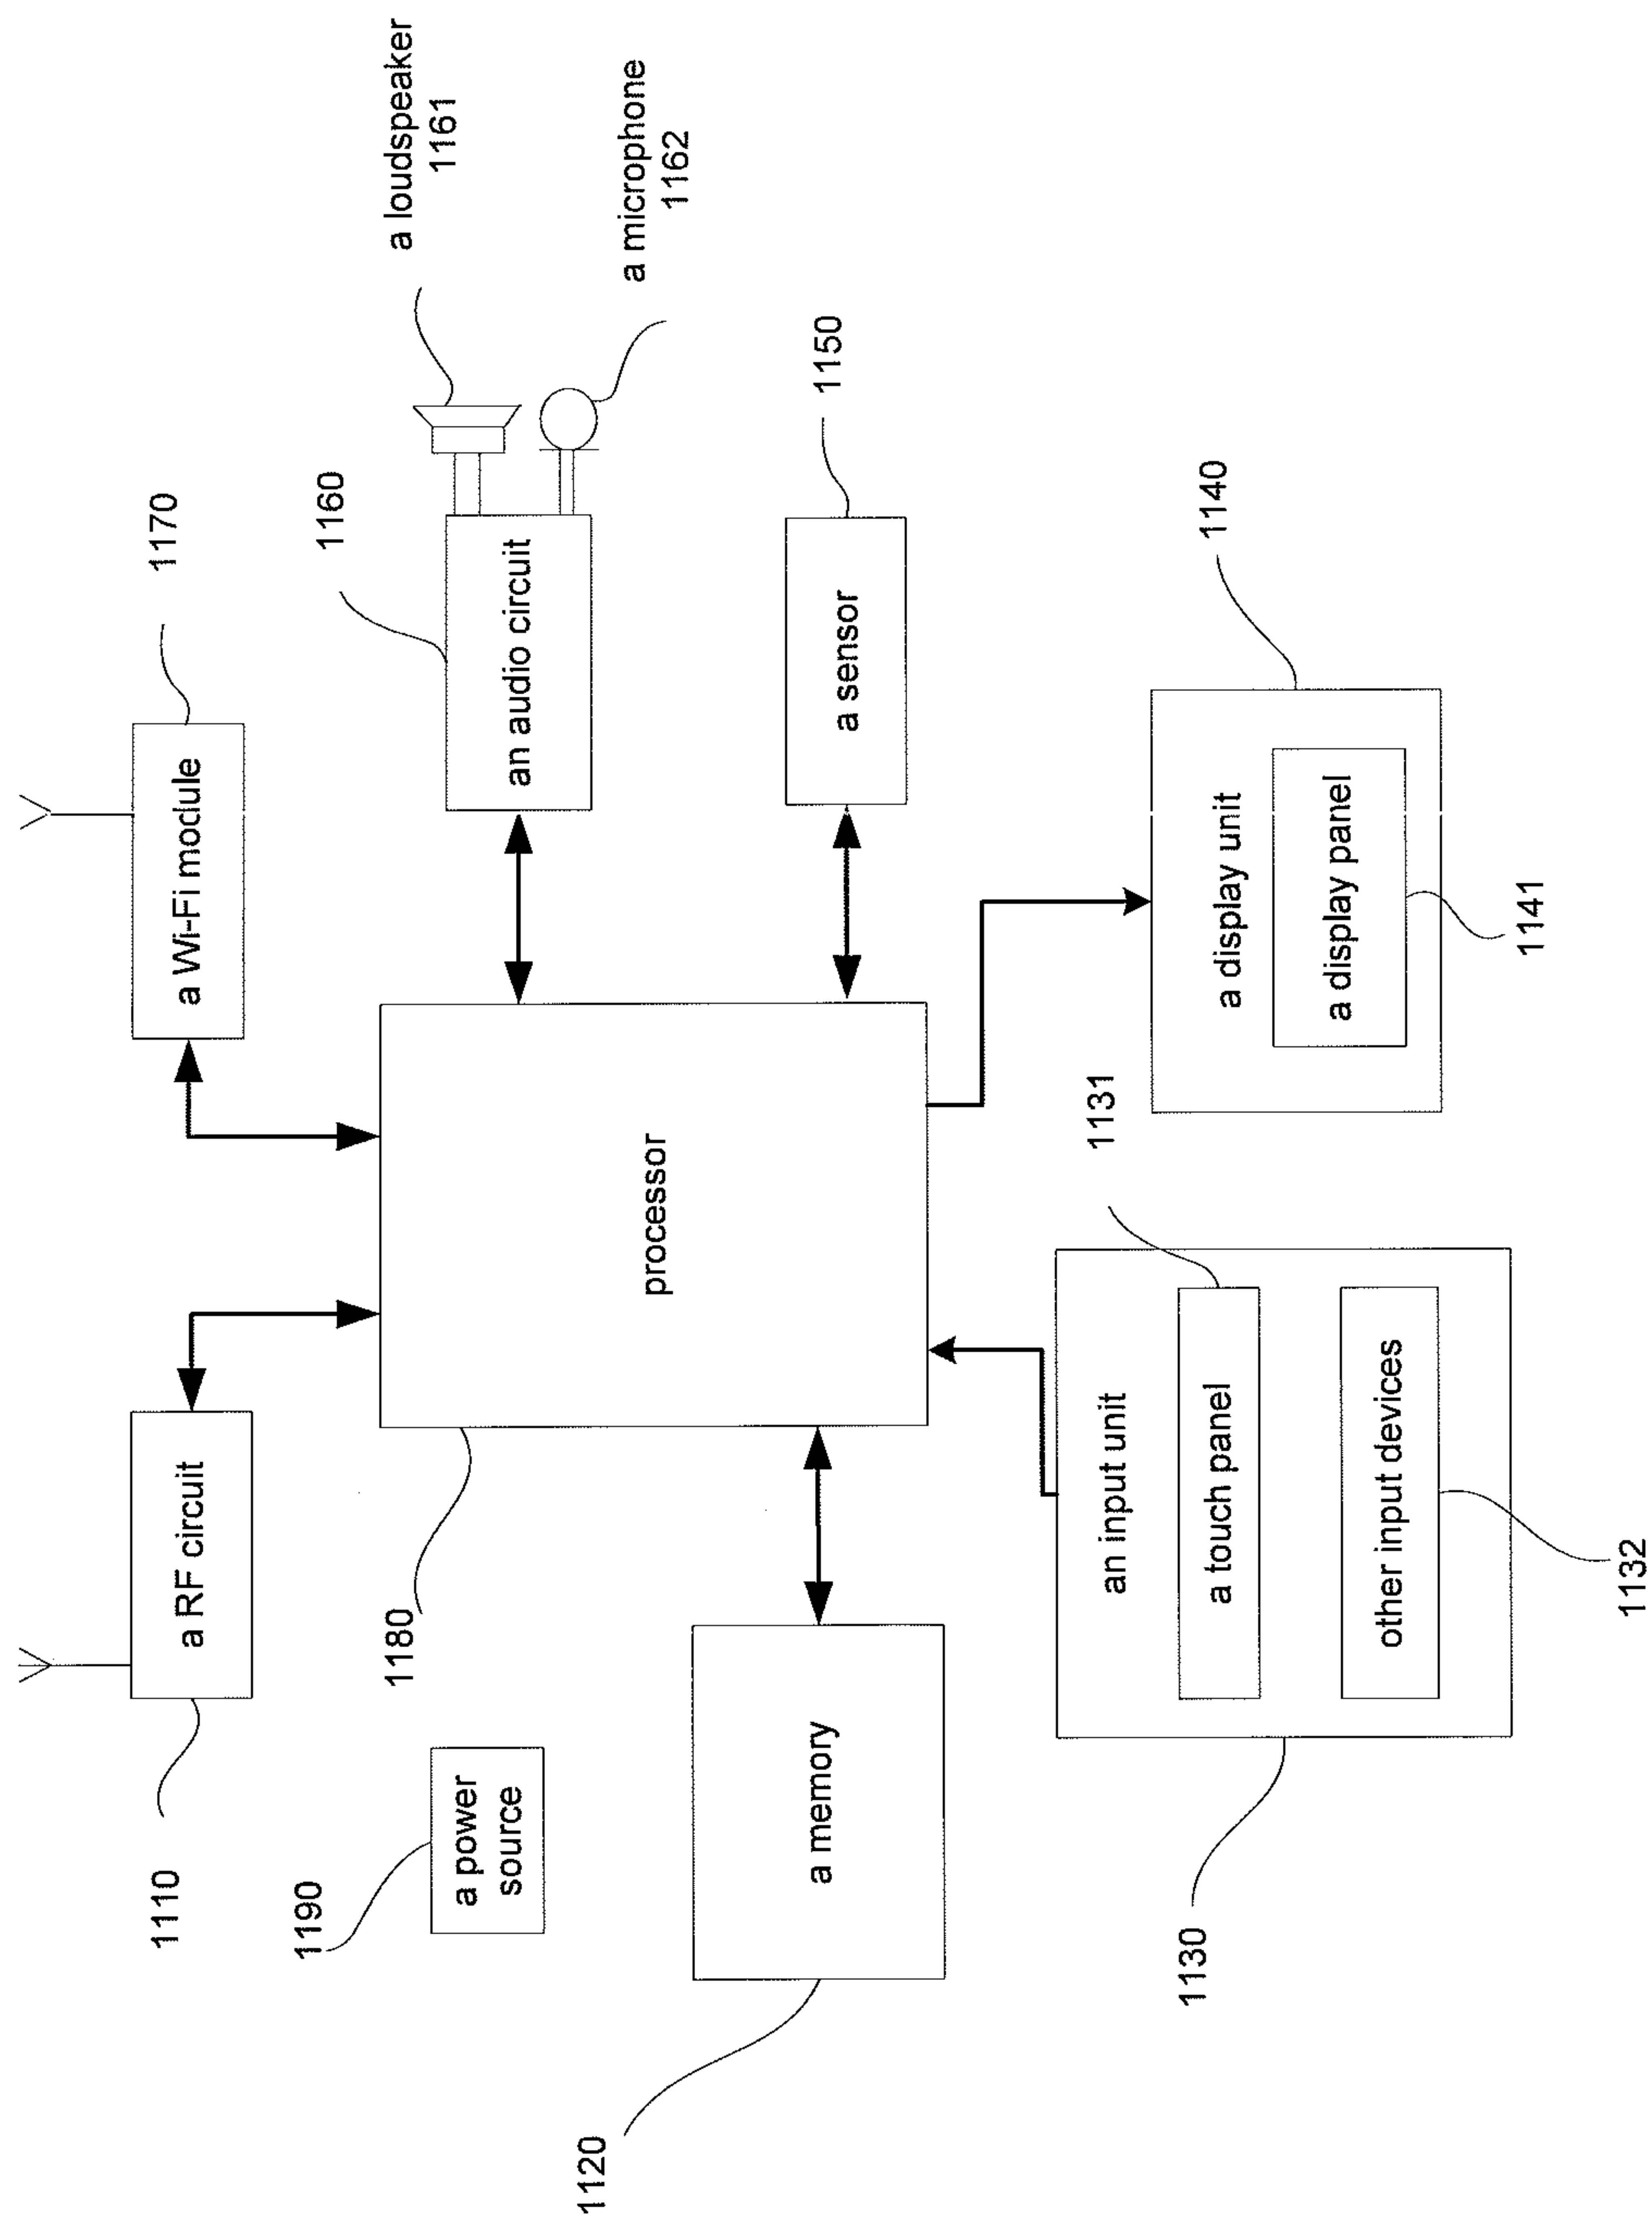 a loudspeaker
1161
a microphone
1162
1170
1160
1150
1140
a Wi-Fi module
an audio circuit
a sensor
a display unit
a display panel
1141
processor
1131
a RF circuit
an input unit
a touch panel
other input devices
1132
1180
1110
1190
a power
source
a memory
1120
1130